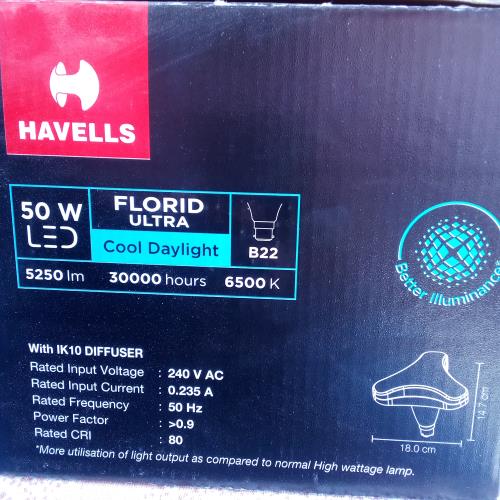 HAVELLS
50 W
LED
FLORID
ULTRA
Cool Daylight
B22
5250 lm 30000 hours 6500 K
Better Illuminance
With IK10 DIFFUSER
Rated Input Voltage : 240 V AC
Rated Input Current : 0.235 A
Rated Frequency : 50 Hz
Power Factor : >0.9
Rated CRI : 80
14.7 cm
18.0 cm
*More utilisation of light output as compared to normal High wattage lamp.